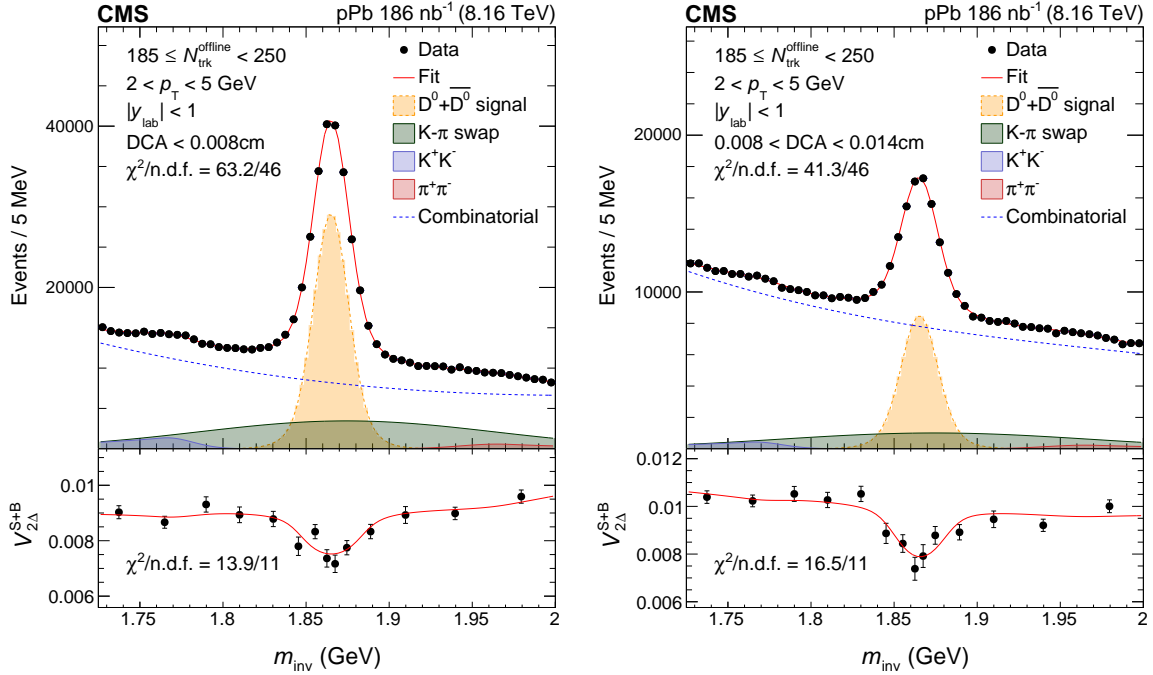 CMS pPb 186 nb⁻¹ (8.16 TeV)
185 ≤ N_trk^offline < 250
2 < p_T < 5 GeV
|y_lab| < 1
DCA < 0.008cm
χ²/n.d.f. = 63.2/46
Data
Fit
D⁰+D̅⁰ signal
K-π swap
K⁺K⁻
π⁺π⁻
Combinatorial
Events / 5 MeV
40000
20000
V_2Δ^S+B
0.01
0.008
0.006
χ²/n.d.f. = 13.9/11
1.75 1.8 1.85 1.9 1.95 2
m_inv (GeV)
CMS pPb 186 nb⁻¹ (8.16 TeV)
185 ≤ N_trk^offline < 250
2 < p_T < 5 GeV
|y_lab| < 1
0.008 < DCA < 0.014cm
χ²/n.d.f. = 41.3/46
Data
Fit
D⁰+D̅⁰ signal
K-π swap
K⁺K⁻
π⁺π⁻
Combinatorial
Events / 5 MeV
20000
10000
V_2Δ^S+B
0.012
0.01
0.008
0.006
χ²/n.d.f. = 16.5/11
1.75 1.8 1.85 1.9 1.95 2
m_inv (GeV)